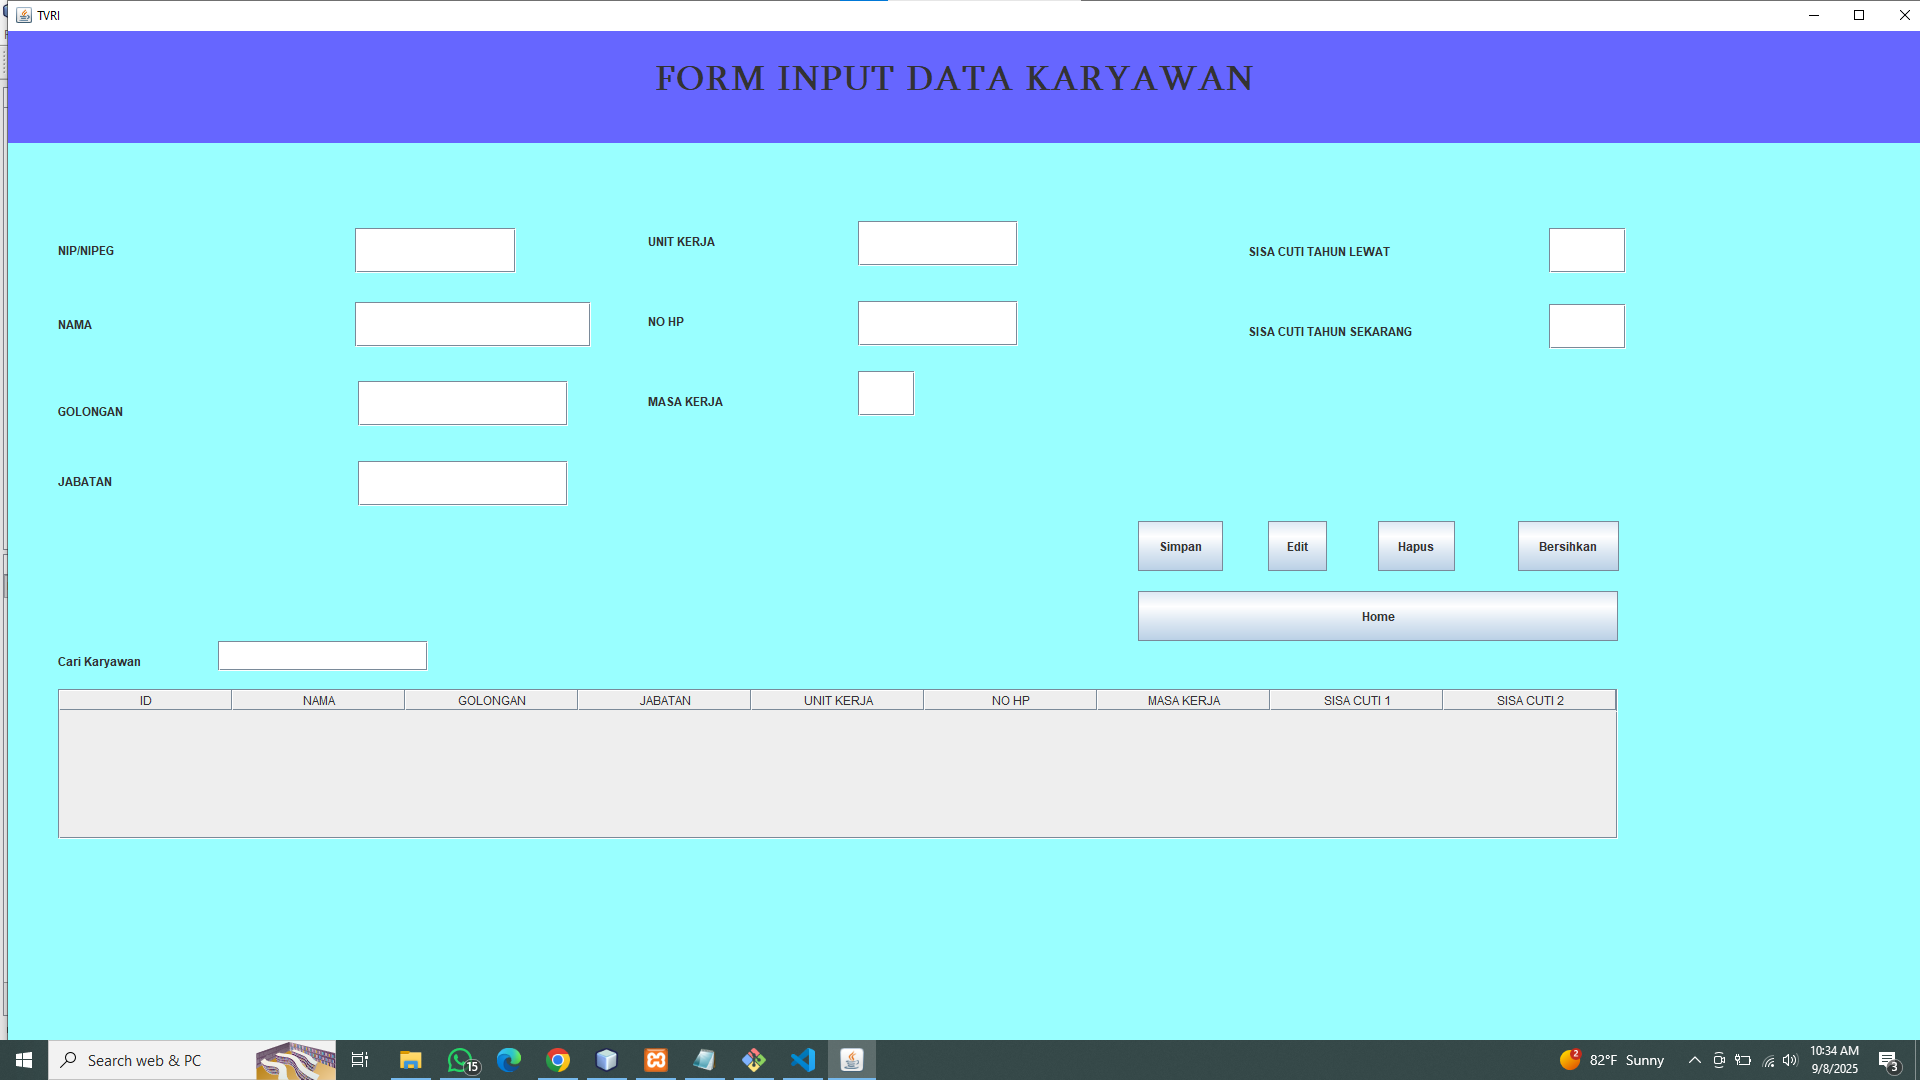 TVRI
FORM INPUT DATA KARYAWAN
NIP/NIPEG
UNIT KERJA
SISA CUTI TAHUN LEWAT
NAMA
NO HP
SISA CUTI TAHUN SEKARANG
GOLONGAN
MASA KERJA
JABATAN
Simpan Edit Hapus Bersihkan
Home
Cari Karyawan
ID NAMA GOLONGAN JABATAN UNIT KERJA NO HP MASA KERJA SISA CUTI 1 SISA CUTI 2
Search web & PC
15
2
82°F Sunny
10:34 AM
9/8/2025
3